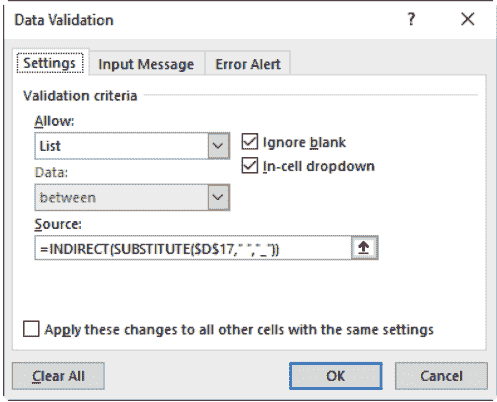 Data Validation ? ×
Settings Input Message Error Alert
Validation criteria
Allow:
List
Ignore blank
In-cell dropdown
Data:
between
Source:
=INDIRECT(SUBSTITUTE($D$17," ","_"))
Apply these changes to all other cells with the same settings
Clear All OK Cancel